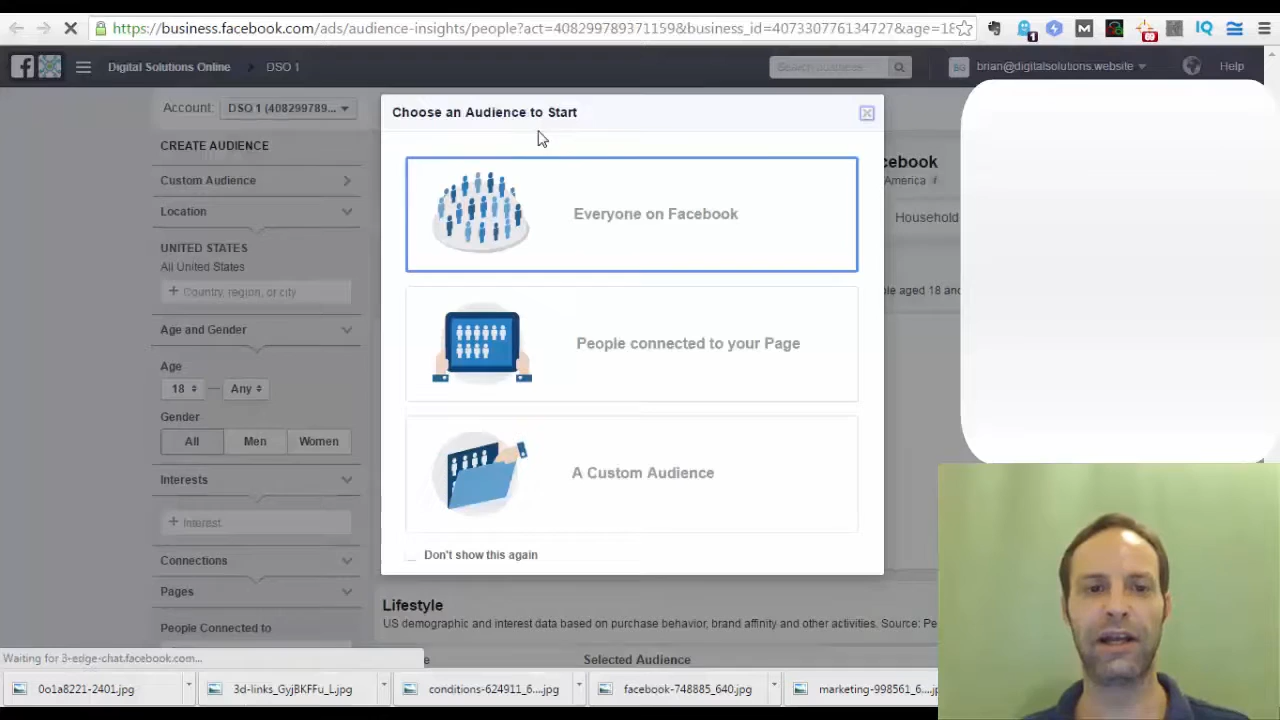 https://business.facebook.com/ads/audience-insights/people?act=408299789371159&business_id=407330776134727&age=18
1
69
Digital Solutions Online > DSO 1
Search business
BG
brian@digitalsolutions.website
Help
Account: DSO 1 (408299789...
CREATE AUDIENCE
Custom Audience
Location
UNITED STATES
All United States
+ Country, region, or city
Age and Gender
Age
18 — Any
Gender
All Men Women
Interests
+ Interest
Connections
Pages
People Connected to
Choose an Audience to Start
Everyone on Facebook
People connected to your Page
A Custom Audience
Don't show this again
cebook
America
Household
le aged 18 and
Lifestyle
US demographic and interest data based on purchase behavior, brand affinity and other activities. Source: Pe
e Selected Audience
Waiting for 3-edge-chat.facebook.com...
0o1a8221-2401.jpg
3d-links_GyjBKFFu_L.jpg
conditions-624911_6....jpg
facebook-748885_640.jpg
marketing-998561_6...jp